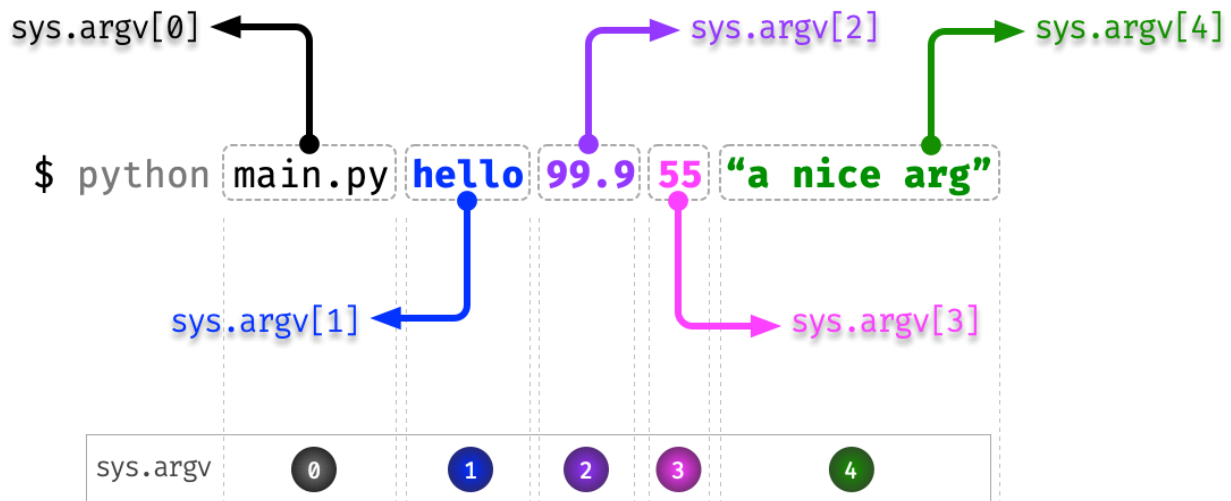 sys.argv[0] sys.argv[2] sys.argv[4]
$ python main.py hello 99.9 55 “a nice arg”
sys.argv[1] sys.argv[3]
sys.argv 0 1 2 3 4